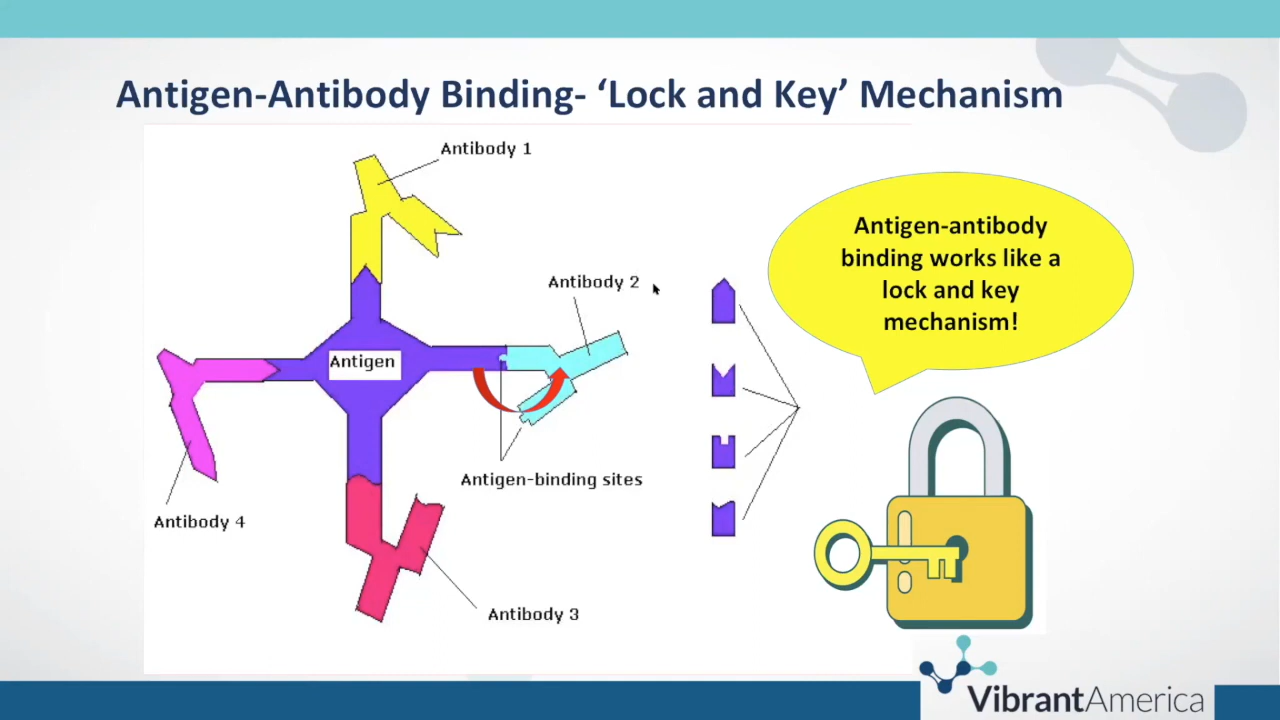 Antigen-Antibody Binding- ‘Lock and Key’ Mechanism
Antibody 1
Antigen-antibody
binding works like a
lock and key
mechanism!
Antibody 2
Antigen
Antigen-binding sites
Antibody 4
Antibody 3
VibrantAmerica